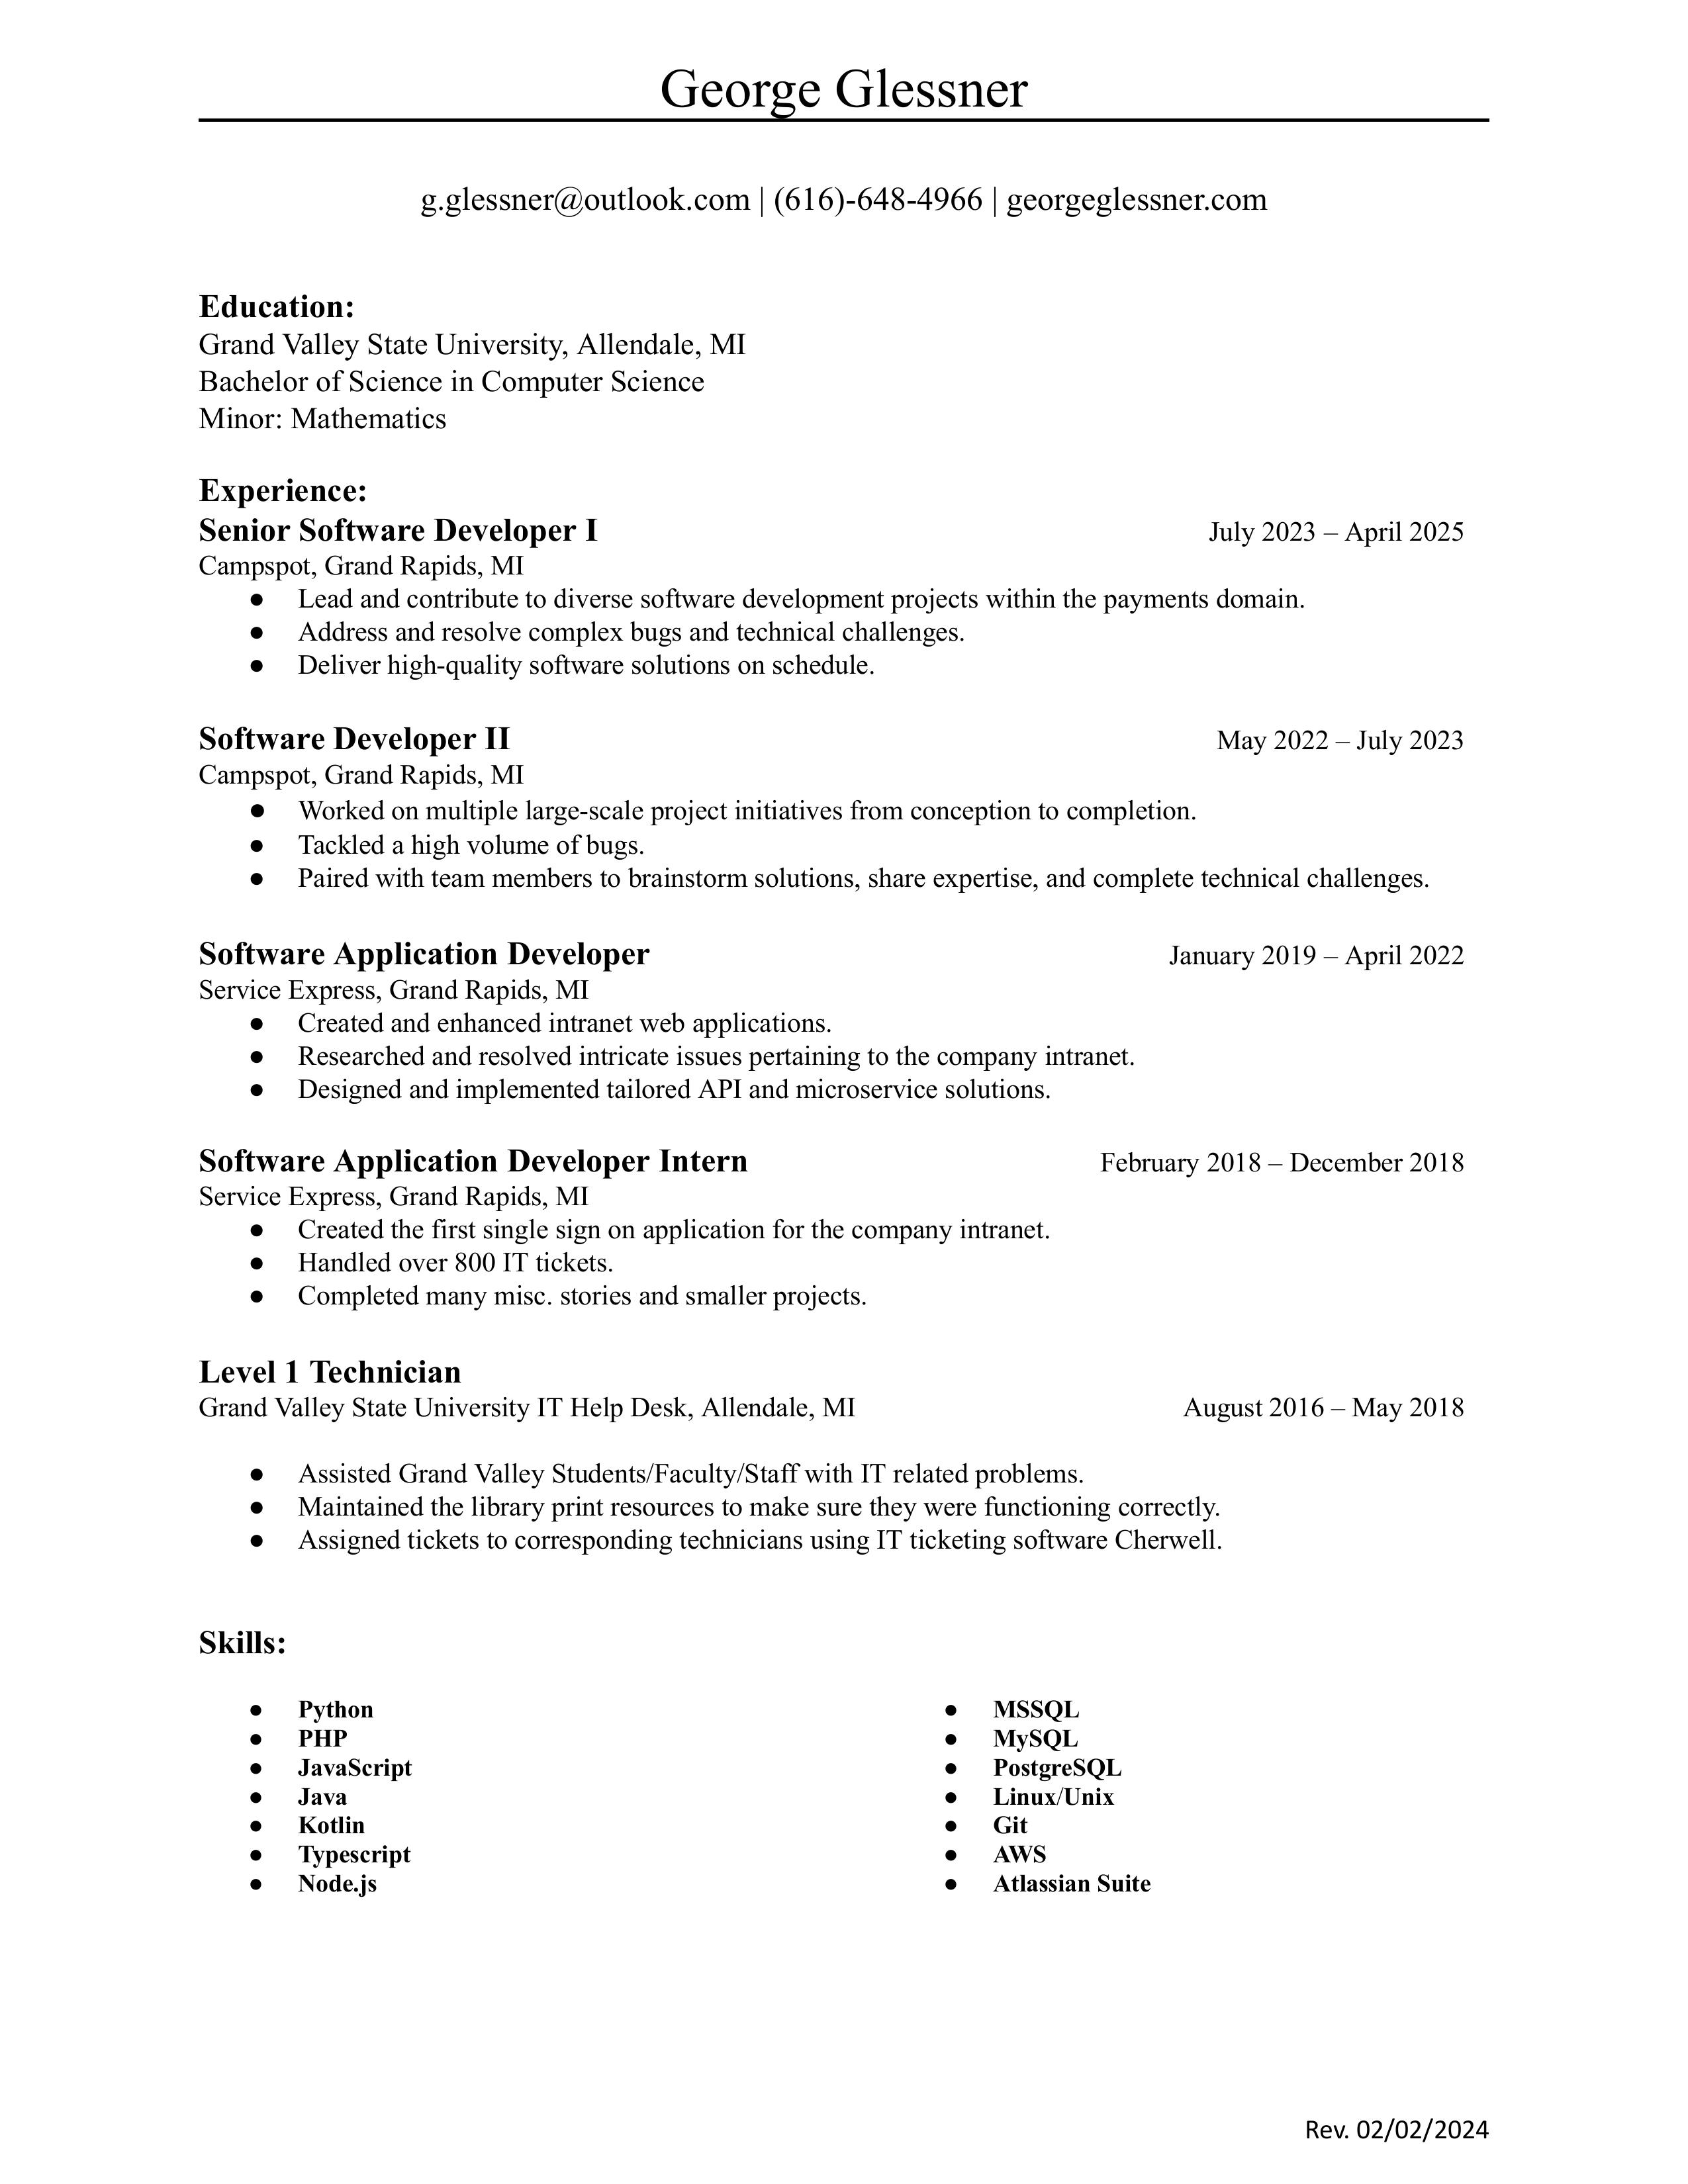 George Glessner
g.glessner@outlook.com | (616)-648-4966 | georgeglessner.com
Education:
Grand Valley State University, Allendale, MI
Bachelor of Science in Computer Science
Minor: Mathematics
Experience:
Senior Software Developer I July 2023 – April 2025
Campspot, Grand Rapids, MI
● Lead and contribute to diverse software development projects within the payments domain.
● Address and resolve complex bugs and technical challenges.
● Deliver high-quality software solutions on schedule.
Software Developer II May 2022 – July 2023
Campspot, Grand Rapids, MI
● Worked on multiple large-scale project initiatives from conception to completion.
● Tackled a high volume of bugs.
● Paired with team members to brainstorm solutions, share expertise, and complete technical challenges.
Software Application Developer January 2019 – April 2022
Service Express, Grand Rapids, MI
● Created and enhanced intranet web applications.
● Researched and resolved intricate issues pertaining to the company intranet.
● Designed and implemented tailored API and microservice solutions.
Software Application Developer Intern February 2018 – December 2018
Service Express, Grand Rapids, MI
● Created the first single sign on application for the company intranet.
● Handled over 800 IT tickets.
● Completed many misc. stories and smaller projects.
Level 1 Technician
Grand Valley State University IT Help Desk, Allendale, MI August 2016 – May 2018
● Assisted Grand Valley Students/Faculty/Staff with IT related problems.
● Maintained the library print resources to make sure they were functioning correctly.
● Assigned tickets to corresponding technicians using IT ticketing software Cherwell.
Skills:
● Python
● PHP
● JavaScript
● Java
● Kotlin
● Typescript
● Node.js
● MSSQL
● MySQL
● PostgreSQL
● Linux/Unix
● Git
● AWS
● Atlassian Suite
Rev. 02/02/2024